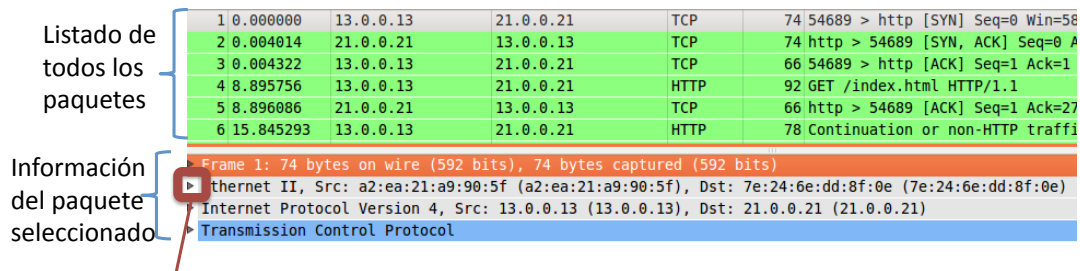 Listado de
todos los
paquetes
1 0.000000 13.0.0.13 21.0.0.21 TCP 74 54689 > http [SYN] Seq=0 Win=58
2 0.004014 21.0.0.21 13.0.0.13 TCP 74 http > 54689 [SYN, ACK] Seq=0 A
3 0.004322 13.0.0.13 21.0.0.21 TCP 66 54689 > http [ACK] Seq=1 Ack=1
4 8.895756 13.0.0.13 21.0.0.21 HTTP 92 GET /index.html HTTP/1.1
5 8.896086 21.0.0.21 13.0.0.13 TCP 66 http > 54689 [ACK] Seq=1 Ack=27
6 15.845293 13.0.0.13 21.0.0.21 HTTP 78 Continuation or non-HTTP traffi
Información
del paquete
seleccionado
Frame 1: 74 bytes on wire (592 bits), 74 bytes captured (592 bits)
thernet II, Src: a2:ea:21:a9:90:5f (a2:ea:21:a9:90:5f), Dst: 7e:24:6e:dd:8f:0e (7e:24:6e:dd:8f:0e)
Internet Protocol Version 4, Src: 13.0.0.13 (13.0.0.13), Dst: 21.0.0.21 (21.0.0.21)
Transmission Control Protocol